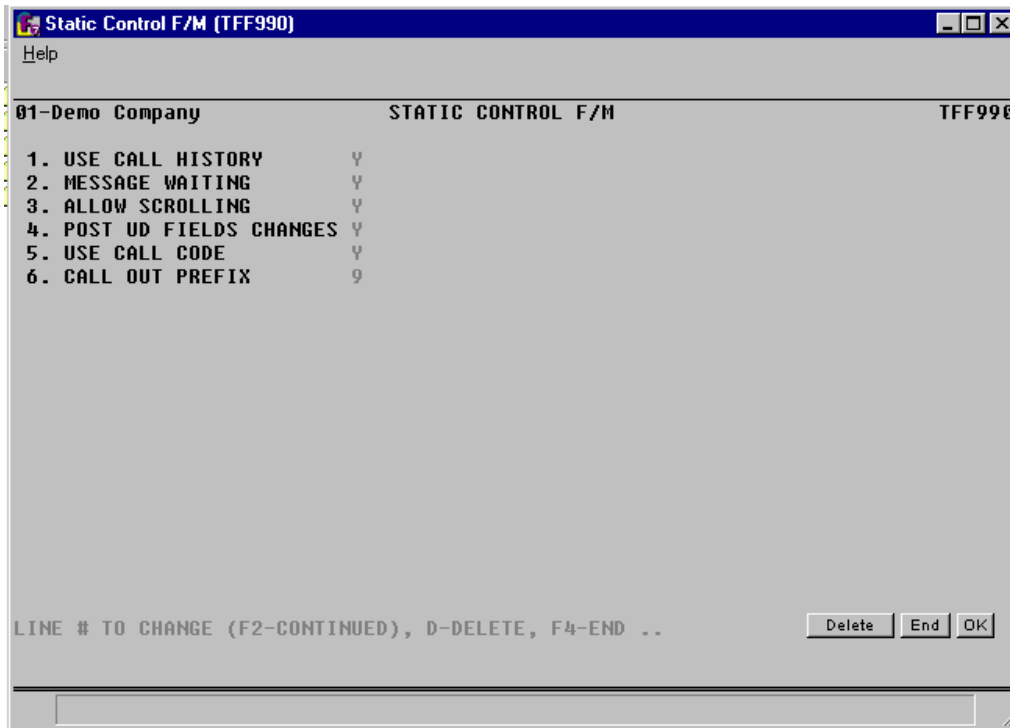 Static Control F/M (TFF990)
Help
01-Demo Company STATIC CONTROL F/M TFF990
1. USE CALL HISTORY Y
2. MESSAGE WAITING Y
3. ALLOW SCROLLING Y
4. POST UD FIELDS CHANGES Y
5. USE CALL CODE Y
6. CALL OUT PREFIX 9
LINE # TO CHANGE (F2-CONTINUED), D-DELETE, F4-END .. Delete End OK